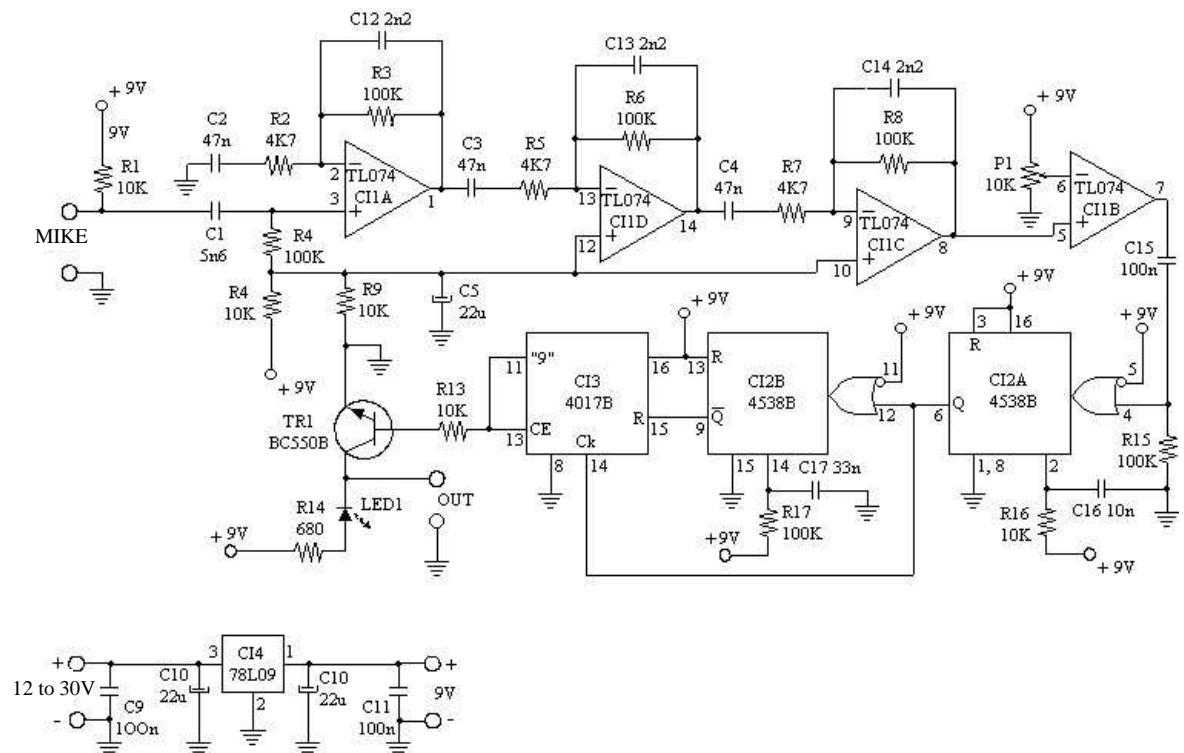 C12 2n2
R3
100K
C13 2n2
R6
100K
C14 2n2
R8
100K
+ 9V
9V
R1
10K
C2
47n
R2
4K7
2
3
TL074
CI1A
1
C3
47n
R5
4K7
13
12
TL074
CI1D
14
C4
47n
R7
4K7
9
10
TL074
CI1C
8
+ 9V
P1
10K
6
5
TL074
CI1B
7
MIKE
C1
5n6
R4
100K
R4
10K
+ 9V
R9
10K
C5
22u
C15
100n
TR1
BC550B
R13
10K
11
"9"
13
CE
CI3
4017B
Ck
R
16
15
8
14
+ 9V
13
R
CI2B
4538B
9
Q
15
14
C17 33n
R17
100K
+9V
+ 9V
11
12
+ 9V
3
16
R
CI2A
4538B
6
Q
1, 8
2
+ 9V
5
4
R15
100K
C16 10n
R16
10K
+ 9V
OUT
LED1
R14
680
+ 9V
+
12 to 30V
-
C9
100n
C10
22u
3
CI4
78L09
1
2
C10
22u
C11
100n
+
9V
-